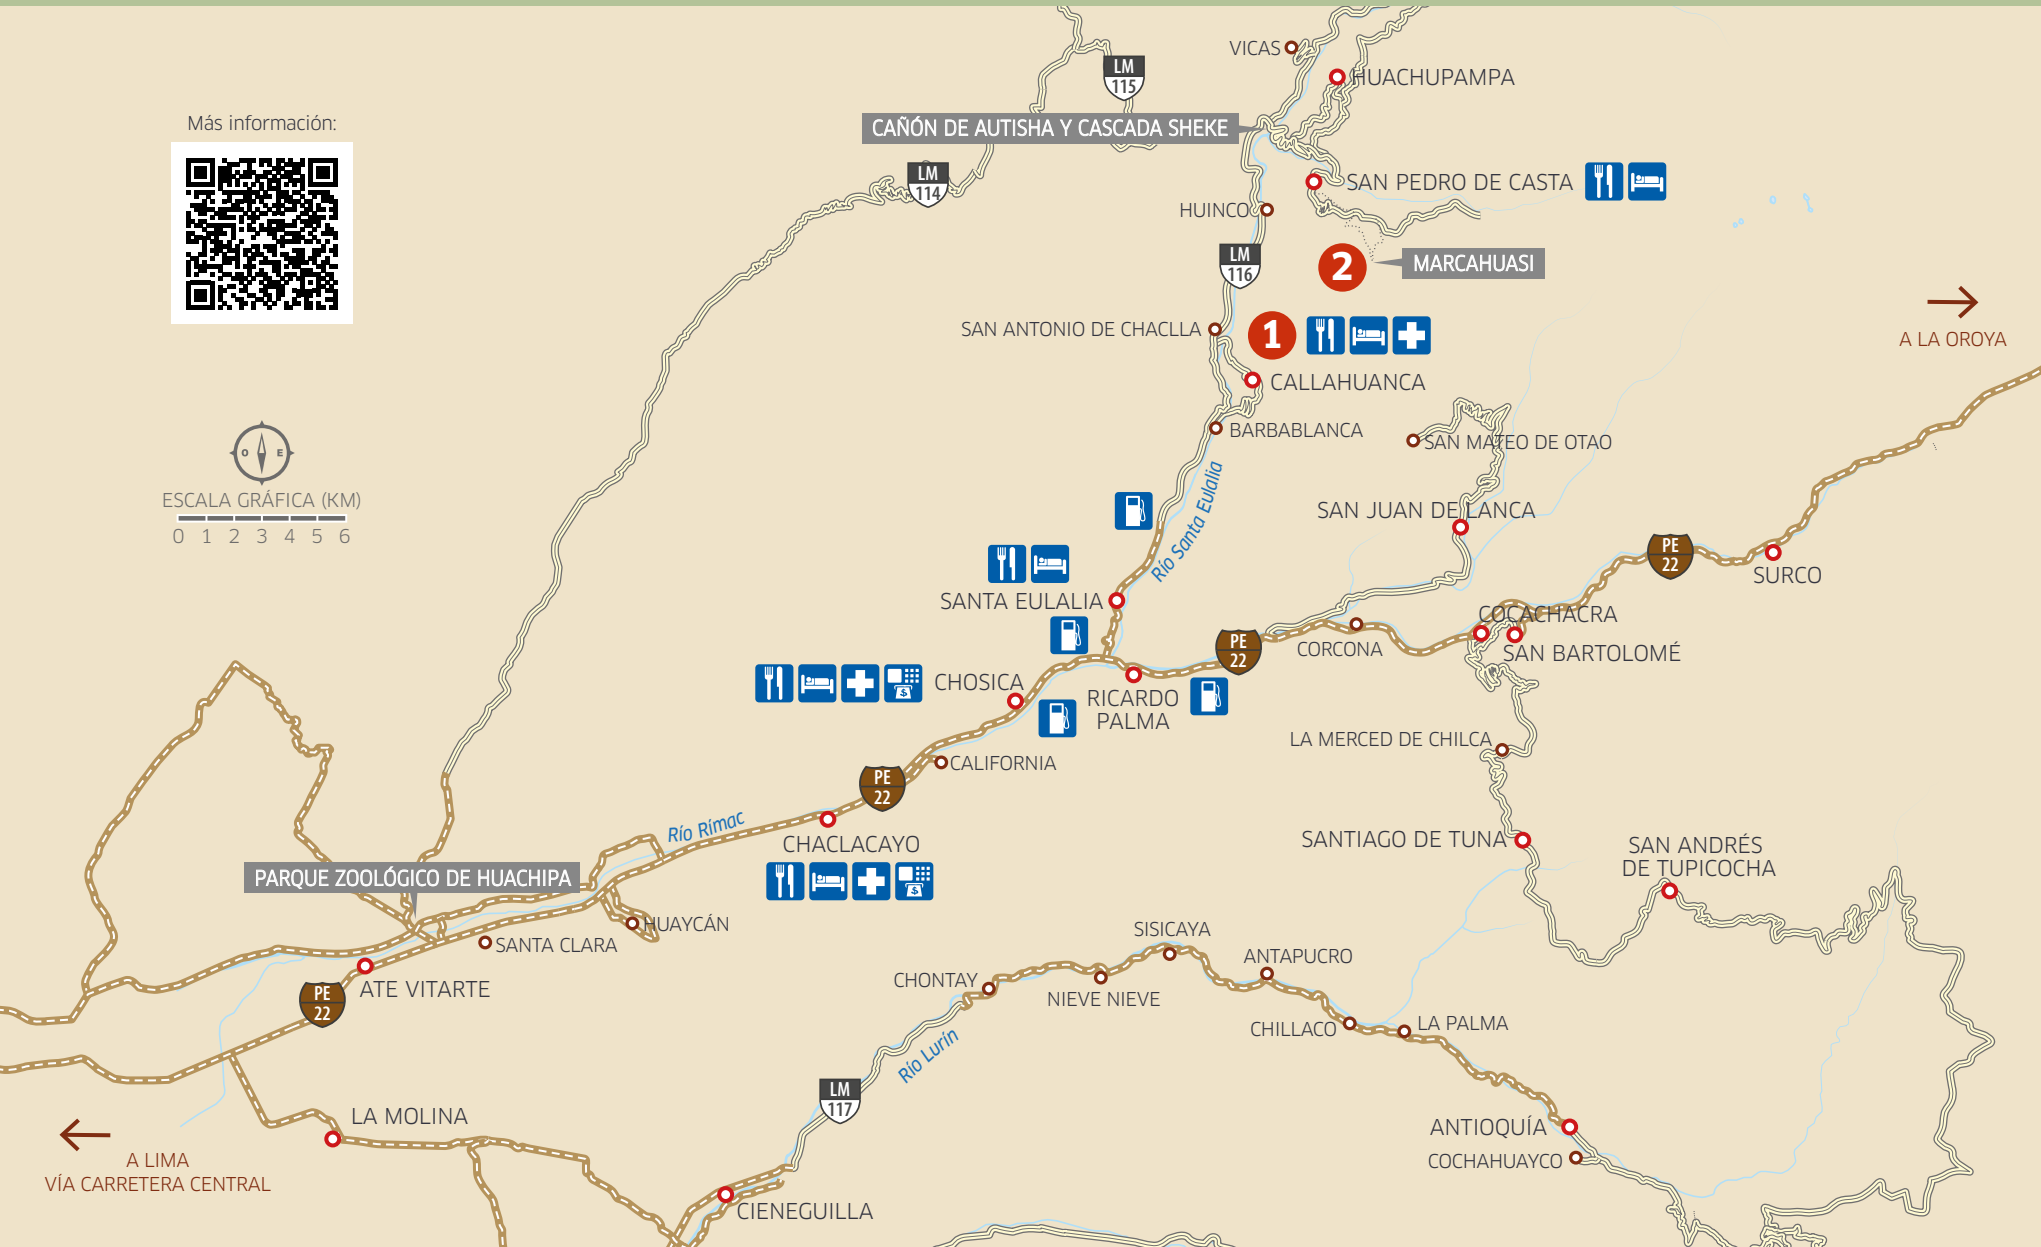 VICAS
HUACHUPAMPA
LM
115
Más información:
CAÑÓN DE AUTISHA Y CASCADA SHEKE
LM
114
SAN PEDRO DE CASTA
HUINCO
LM
116
2
MARCAHUASI
SAN ANTONIO DE CHACLLA
1
A LA OROYA
CALLAHUANCA
BARBABLANCA
SAN MATEO DE OTAO
O E
ESCALA GRÁFICA (KM)
0 1 2 3 4 5 6
Río Santa Eulalia
SAN JUAN DE LANCA
PE
22
SURCO
SANTA EULALIA
COCACHACRA
PE
22
CORCONA
SAN BARTOLOMÉ
CHOSICA
RICARDO
PALMA
$
LA MERCED DE CHILCA
CALIFORNIA
PE
22
Río Rímac
CHACLACAYO
SANTIAGO DE TUNA
SAN ANDRÉS
DE TUPICOCHA
PARQUE ZOOLÓGICO DE HUACHIPA
$
HUAYCÁN
SANTA CLARA
SISICAYA
ANTAPUCRO
CHONTAY
NIEVE NIEVE
ATE VITARTE
PE
22
CHILLACO
LA PALMA
Río Lurín
LM
117
LA MOLINA
ANTIOQUÍA
COCHAHUAYCO
A LIMA
VÍA CARRETERA CENTRAL
CIENEGUILLA